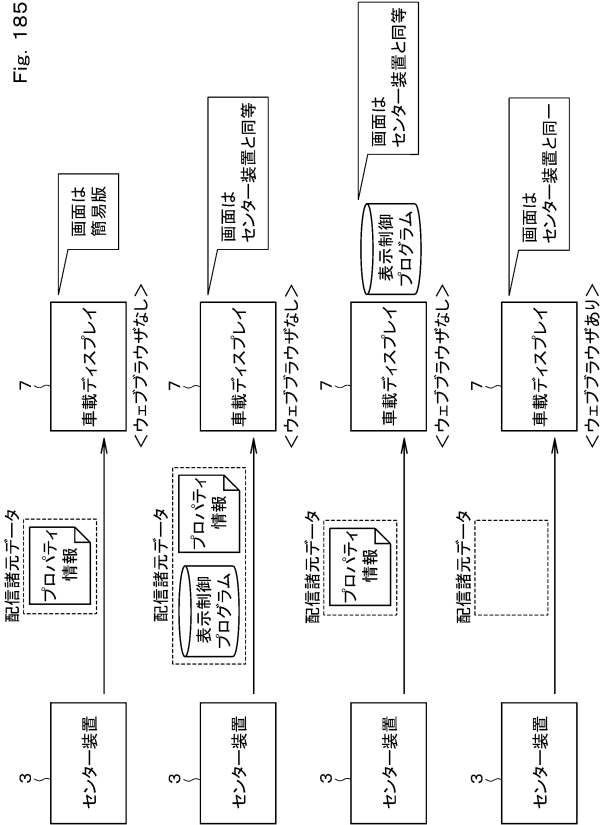 Fig. 185
3
センター装置
配信諸元データ
プロパティ
情報
7
車載ディスプレイ
<ウェブブラウザなし>
画面は
簡易版
3
センター装置
配信諸元データ
表示制御
プログラム
プロパティ
情報
7
車載ディスプレイ
<ウェブブラウザなし>
画面は
センター装置と同等
3
センター装置
配信諸元データ
プロパティ
情報
7
車載ディスプレイ
<ウェブブラウザなし>
表示制御
プログラム
画面は
センター装置と同等
3
センター装置
配信諸元データ
7
車載ディスプレイ
<ウェブブラウザあり>
画面は
センター装置と同一